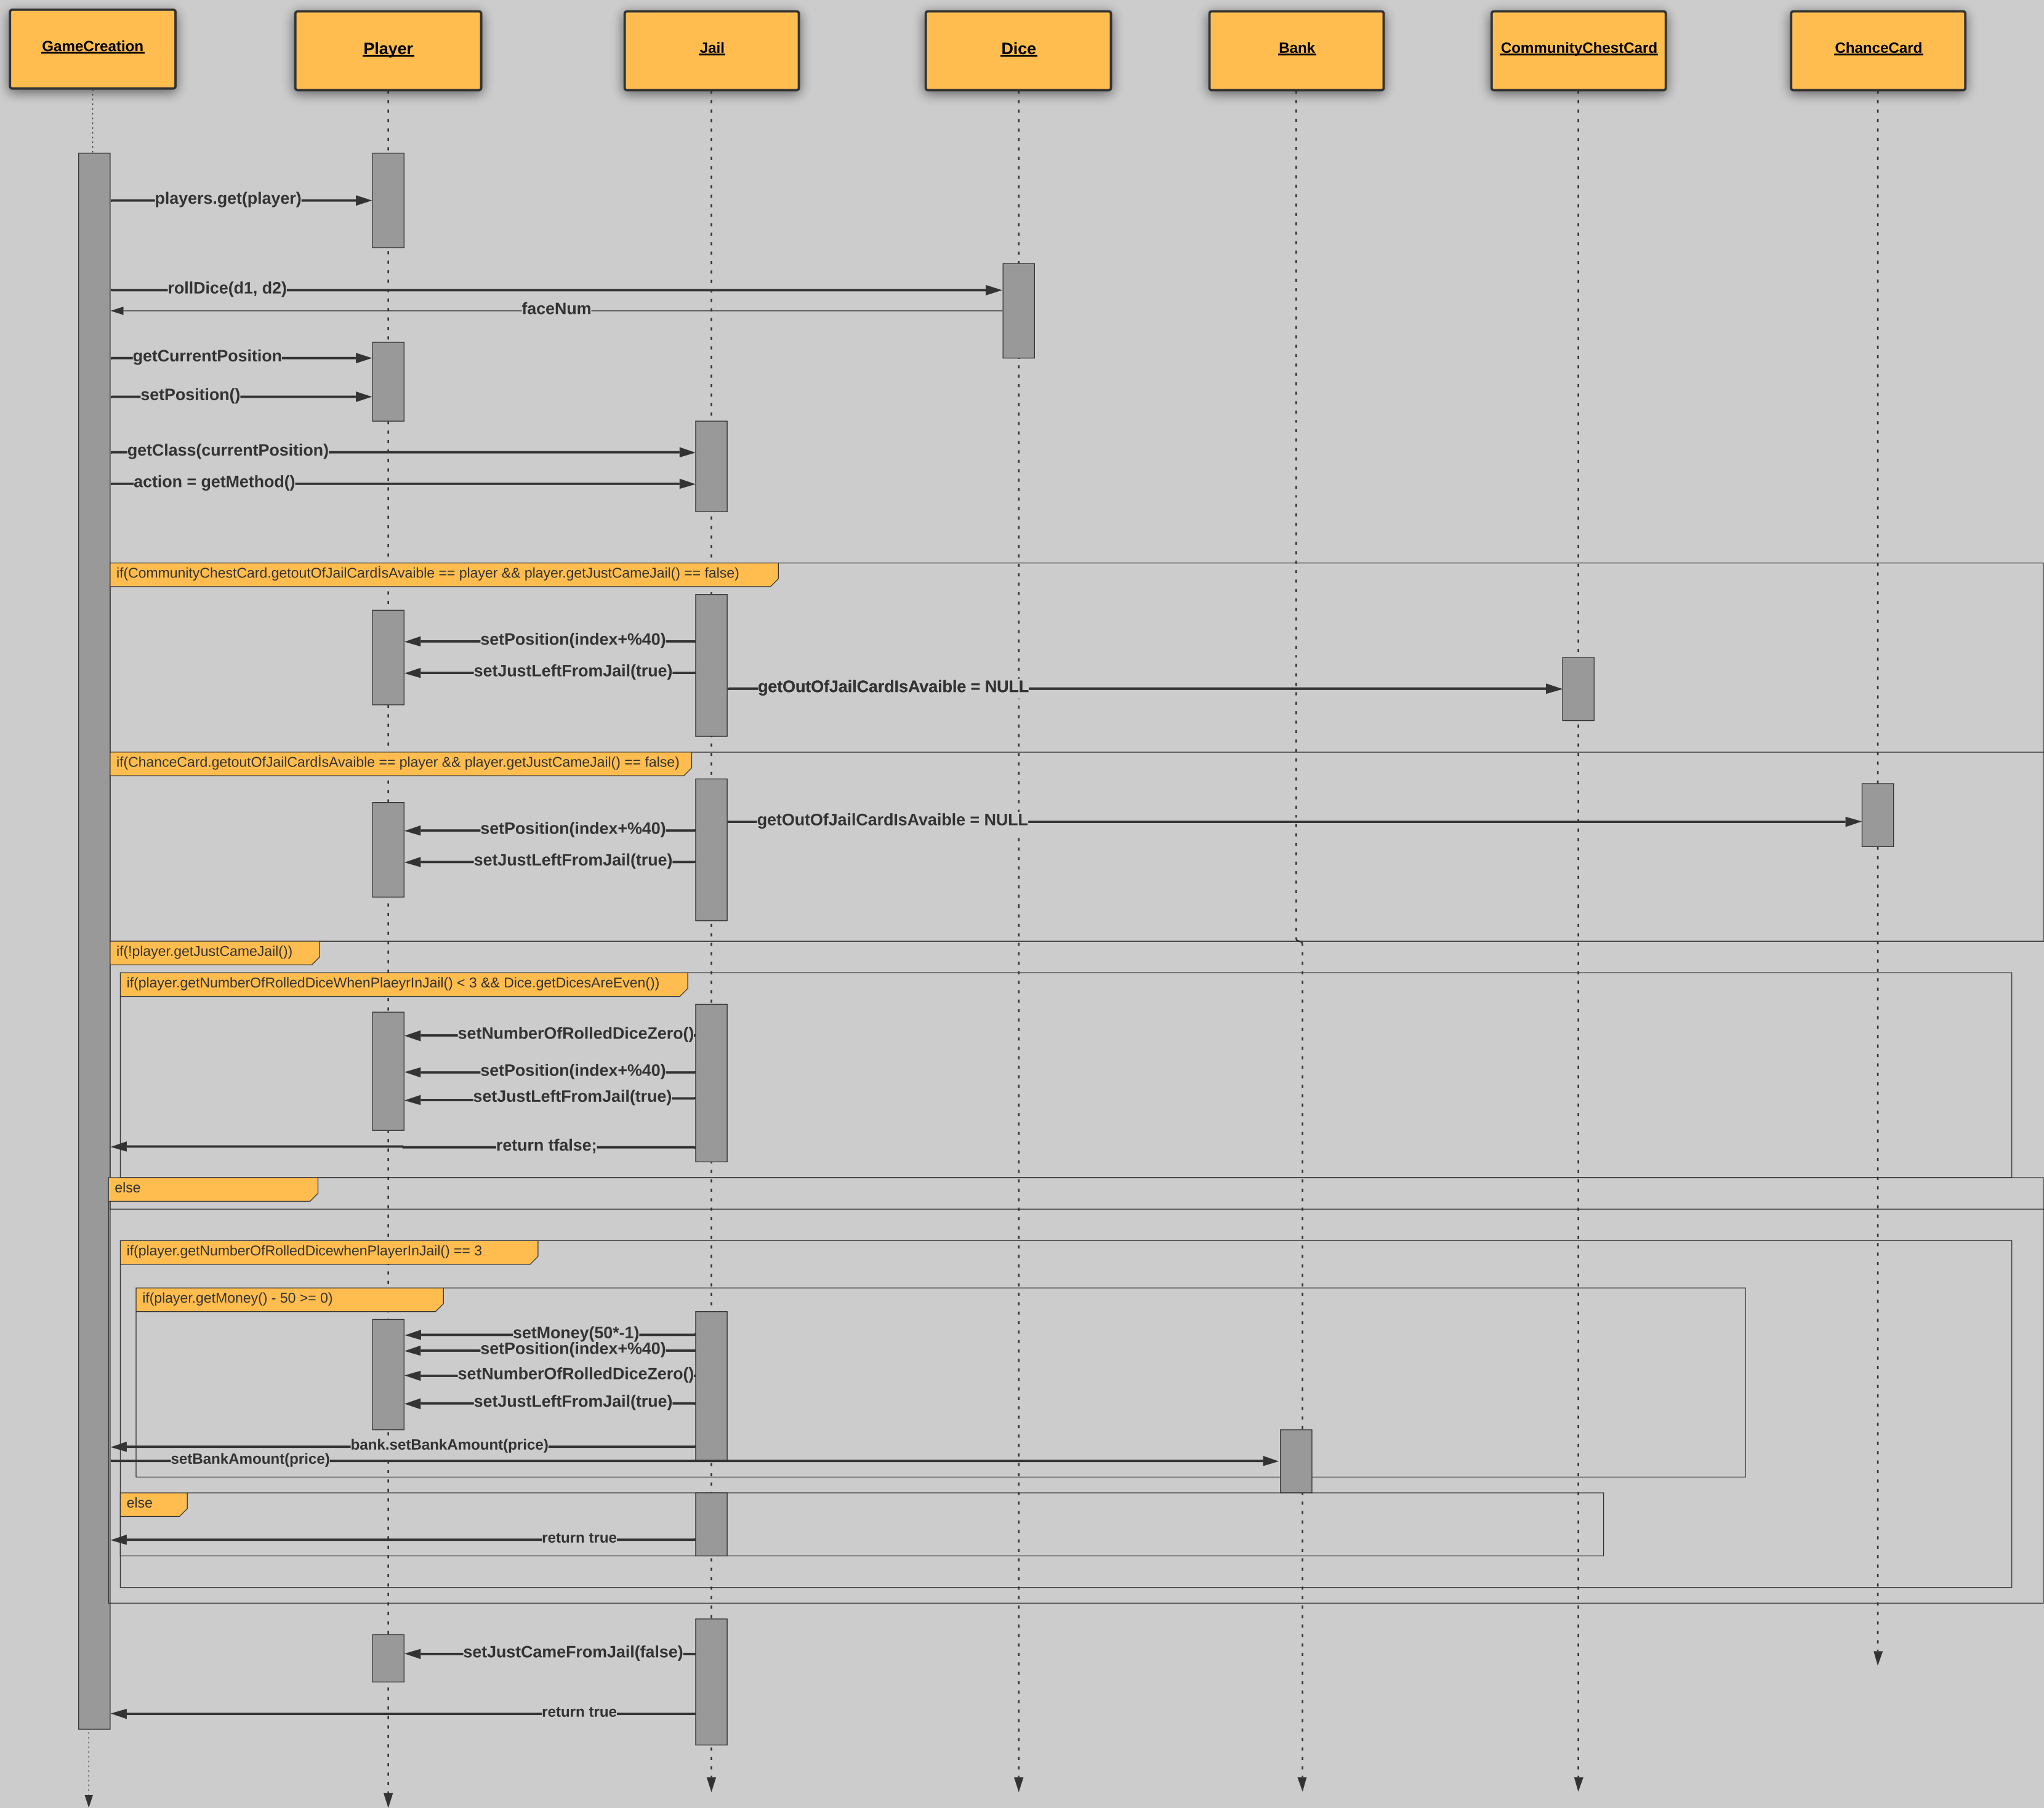 GameCreation
Player
Jail
Dice
Bank
CommunityChestCard
ChanceCard
players.get(player)
rollDice(d1, d2)
faceNum
getCurrentPosition
setPosition()
getClass(currentPosition)
action = getMethod()
if(CommunityChestCard.getoutOfJailCardİsAvaible == player && player.getJustCameJail() == false)
setPosition(index+%40)
setJustLeftFromJail(true)
getOutOfJailCardIsAvaible = NULL
if(ChanceCard.getoutOfJailCardİsAvaible == player && player.getJustCameJail() == false)
getOutOfJailCardIsAvaible = NULL
setPosition(index+%40)
setJustLeftFromJail(true)
if(!player.getJustCameJail())
if(player.getNumberOfRolledDiceWhenPlaeyrInJail() < 3 && Dice.getDicesAreEven())
setNumberOfRolledDiceZero()
setPosition(index+%40)
setJustLeftFromJail(true)
return tfalse;
else
if(player.getNumberOfRolledDicewhenPlayerInJail() == 3
if(player.getMoney() - 50 >= 0)
setMoney(50*-1)
setPosition(index+%40)
setNumberOfRolledDiceZero()
setJustLeftFromJail(true)
bank.setBankAmount(price)
setBankAmount(price)
else
return true
setJustCameFromJail(false)
return true